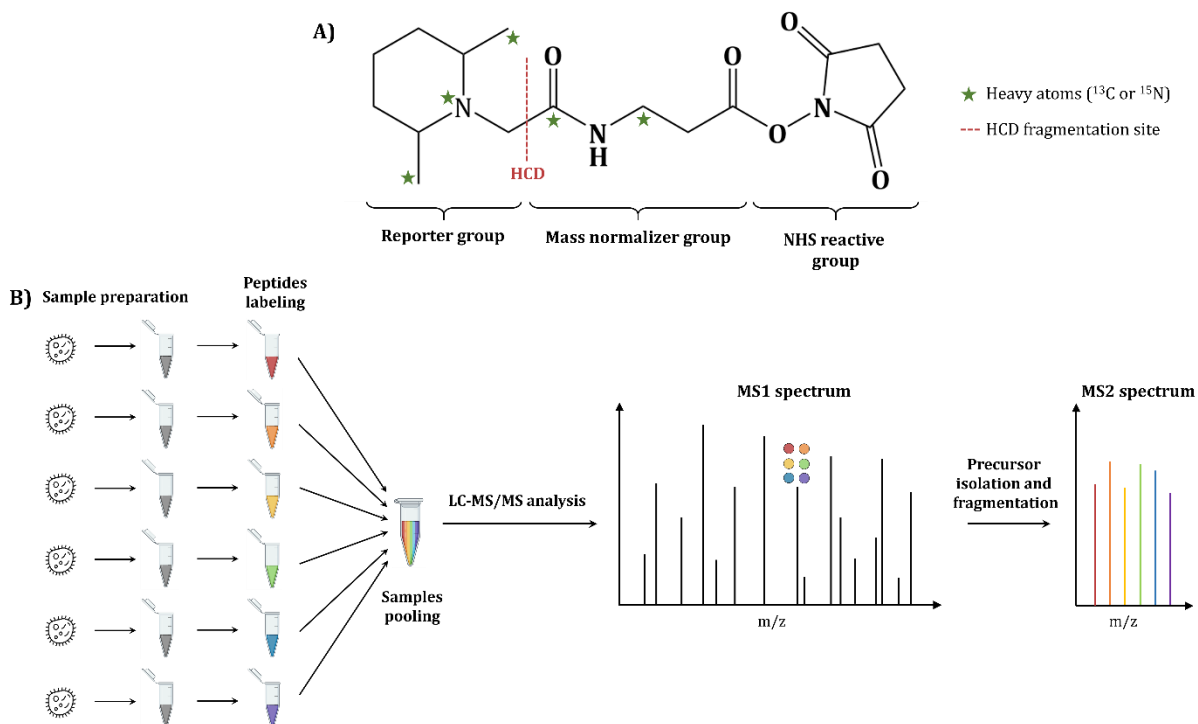 A)
O
O
O
N
N
H
O
N
O
O
HCD
★ Heavy atoms (¹³C or ¹⁵N)
--- HCD fragmentation site
Reporter group
Mass normalizer group
NHS reactive
group
B)
Sample preparation
Peptides
labeling
Samples
pooling
LC-MS/MS analysis
MS1 spectrum
m/z
Precursor
isolation and
fragmentation
MS2 spectrum
m/z